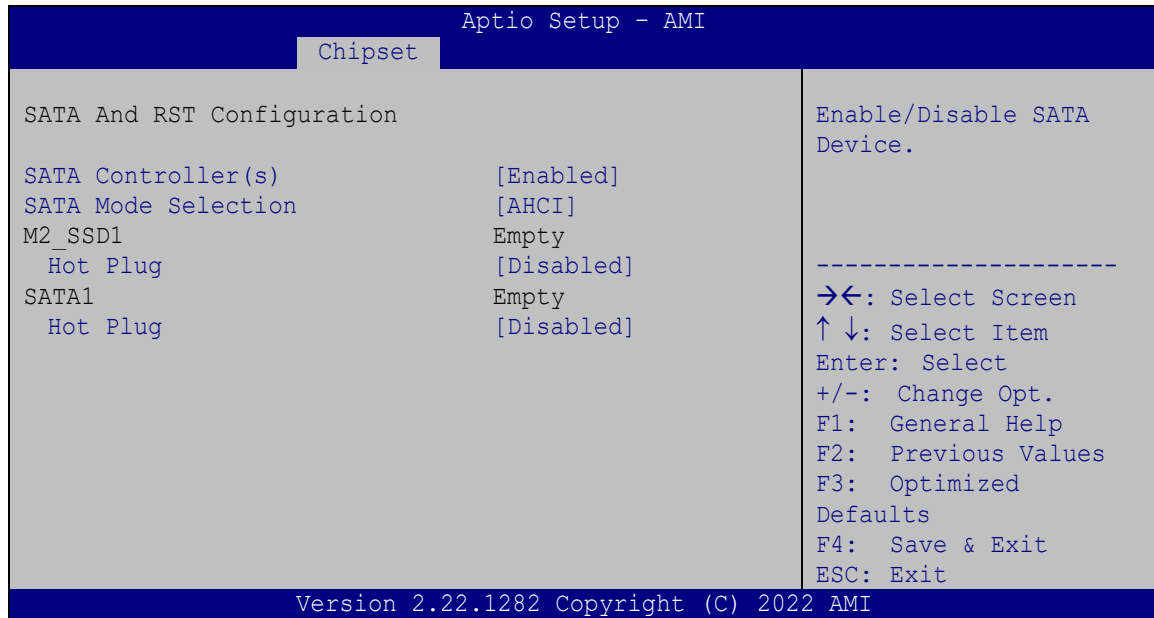 Aptio Setup – AMI
Chipset
SATA And RST Configuration
SATA Controller(s) [Enabled]
SATA Mode Selection [AHCI]
M2_SSD1 Empty
Hot Plug [Disabled]
SATA1 Empty
Hot Plug [Disabled]
Enable/Disable SATA
Device.
---------------------
→←: Select Screen
↑ ↓: Select Item
Enter: Select
+/-: Change Opt.
F1: General Help
F2: Previous Values
F3: Optimized
Defaults
F4: Save & Exit
ESC: Exit
Version 2.22.1282 Copyright (C) 2022 AMI